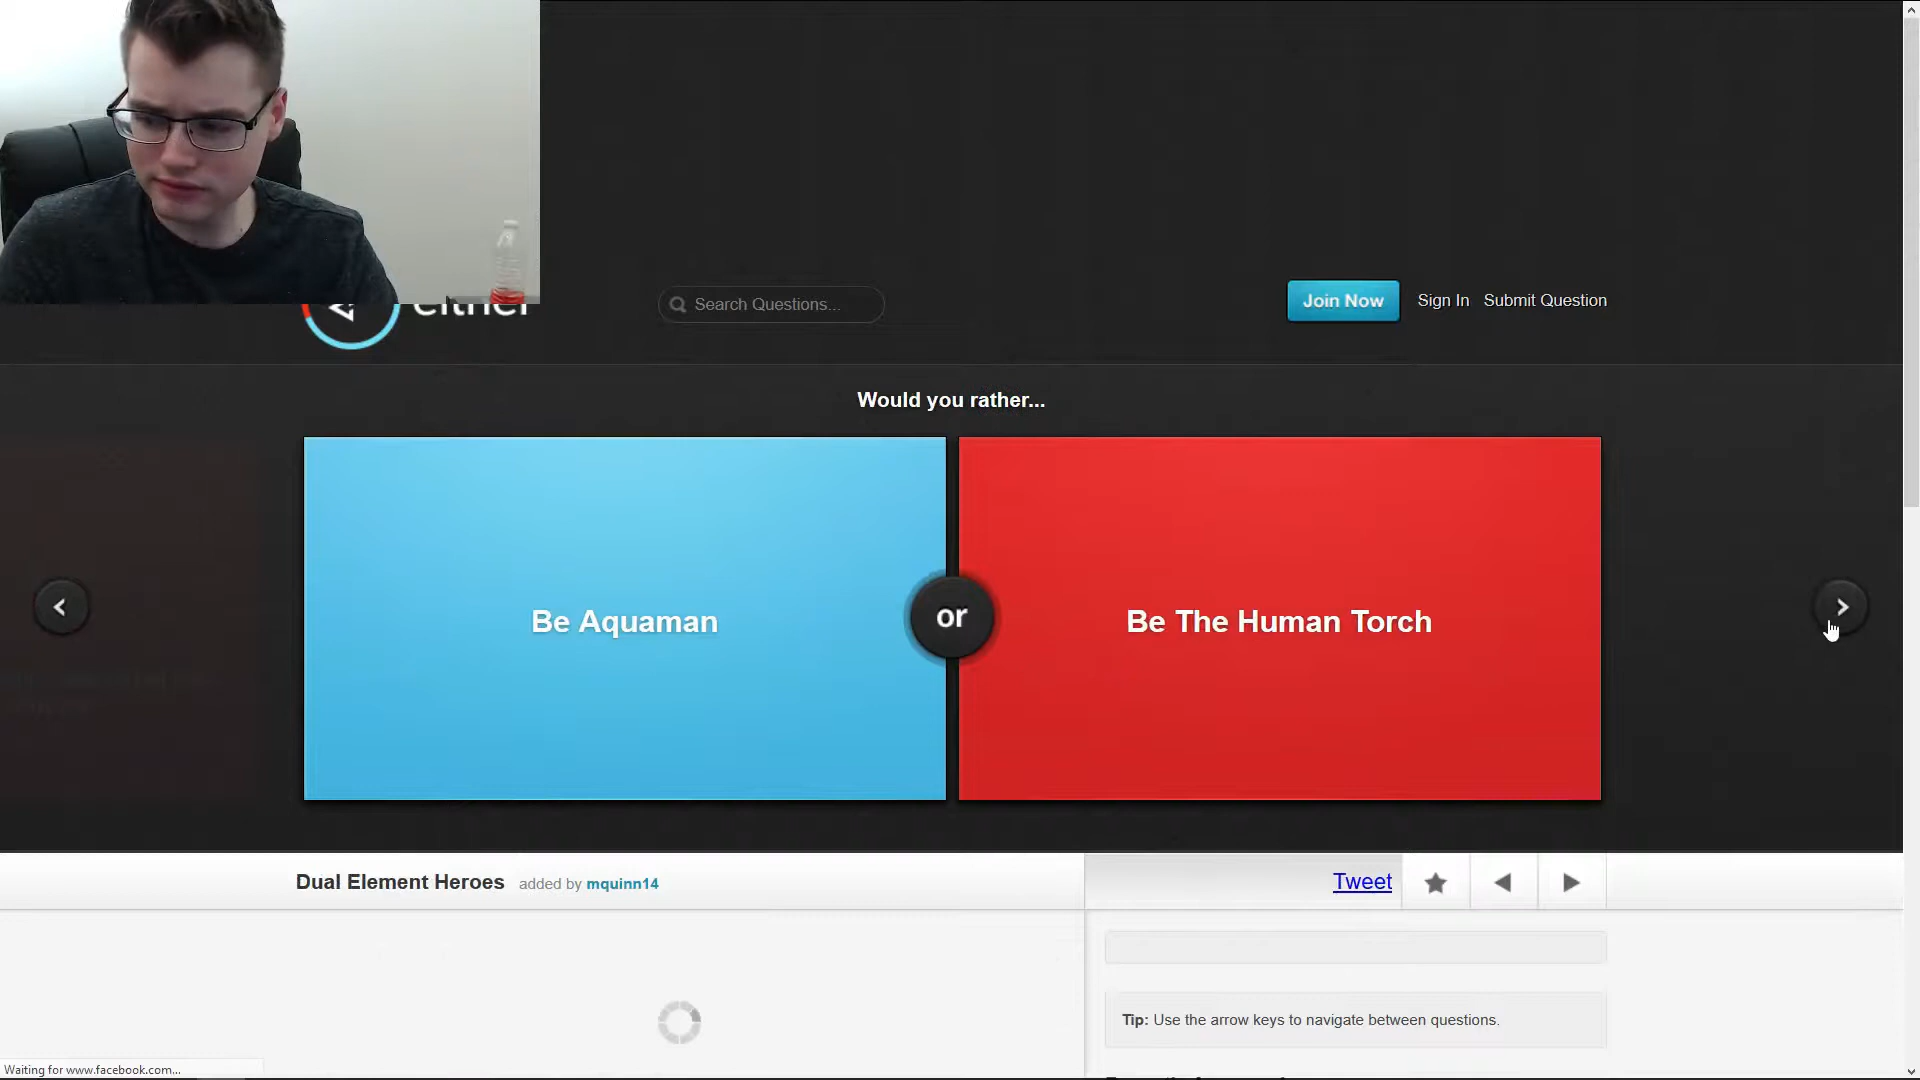 either
Search Questions...
Join Now
Sign In
Submit Question
Would you rather...
Be Aquaman
or
Be The Human Torch
Dual Element Heroes added by mquinn14
Tweet
Tip: Use the arrow keys to navigate between questions.
Waiting for www.facebook.com...